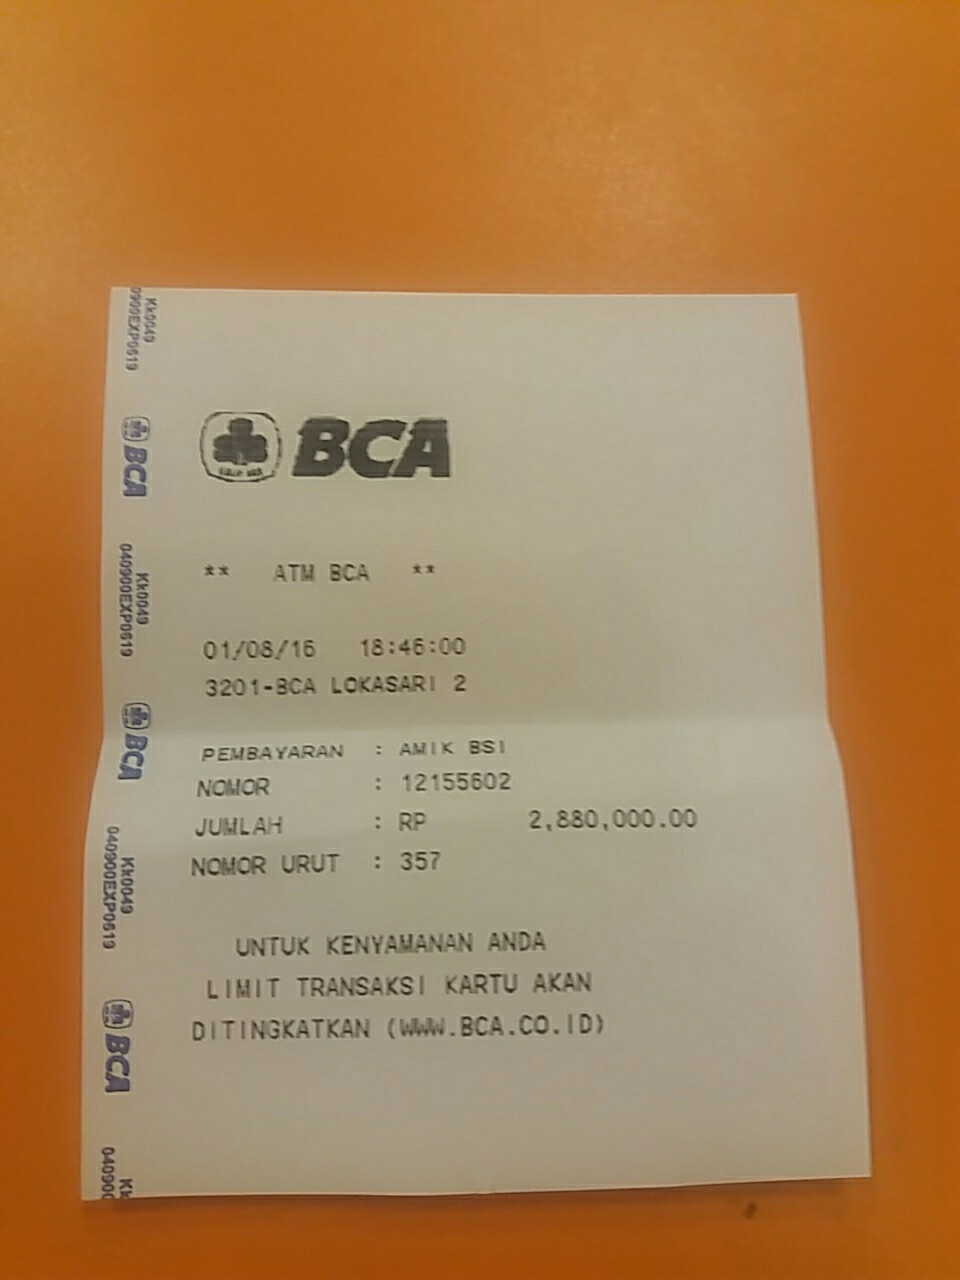 BCA
** ATM BCA **
01/08/16 18:46:00
3201-BCA LOKASARI 2
PEMBAYARAN : AMIK BSI
NOMOR : 12155602
JUMLAH : RP 2,880,000.00
NOMOR URUT : 357
UNTUK KENYAMANAN ANDA
LIMIT TRANSAKSI KARTU AKAN
DITINGKATKAN (WWW.BCA.CO.ID)
Kk0049
0900EXP0619
BCA
Kk0049
040900EXP0619
BCA
Kk0049
040900EXP0619
BCA
Kk
04090